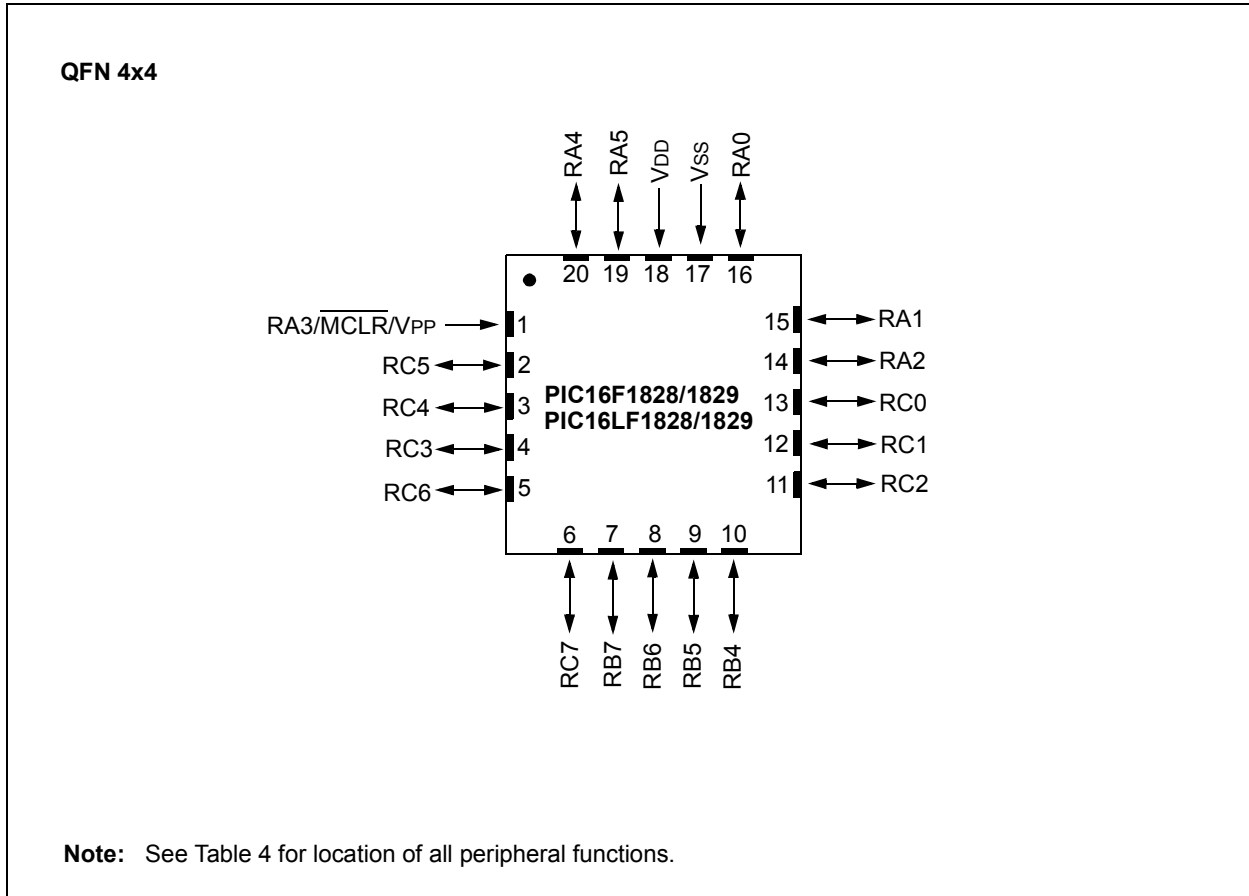 QFN 4x4
RA4
RA5
VDD
VSS
RA0
20 19 18 17 16
RA3/MCLR/VPP 1
RC5 2
RC4 3
RC3 4
RC6 5
15 RA1
14 RA2
13 RC0
12 RC1
11 RC2
PIC16F1828/1829
PIC16LF1828/1829
6 7 8 9 10
RC7
RB7
RB6
RB5
RB4
Note: See Table 4 for location of all peripheral functions.